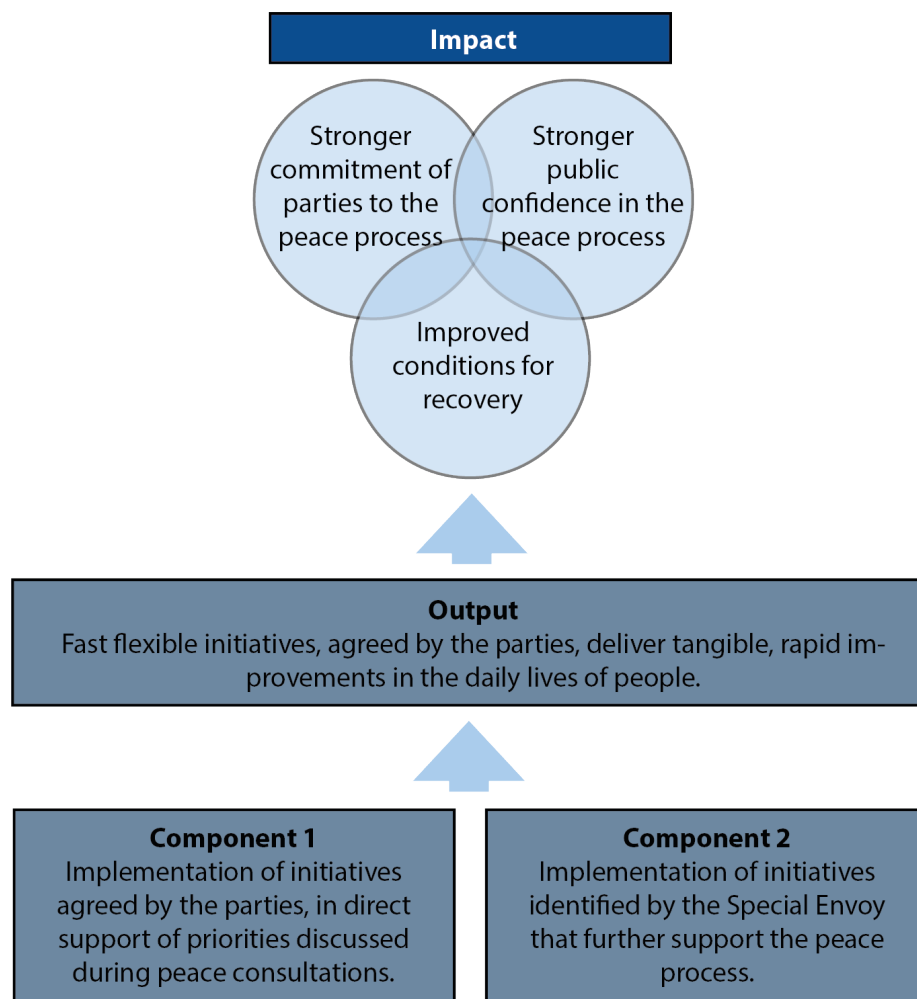 Impact
Stronger
commitment of
parties to the
peace process
Stronger
public
confidence in the
peace process
Improved
conditions for
recovery
Output
Fast flexible initiatives, agreed by the parties, deliver tangible, rapid im-
provements in the daily lives of people.
Component 1
Implementation of initiatives
agreed by the parties, in direct
support of priorities discussed
during peace consultations.
Component 2
Implementation of initiatives
identified by the Special Envoy
that further support the peace
process.